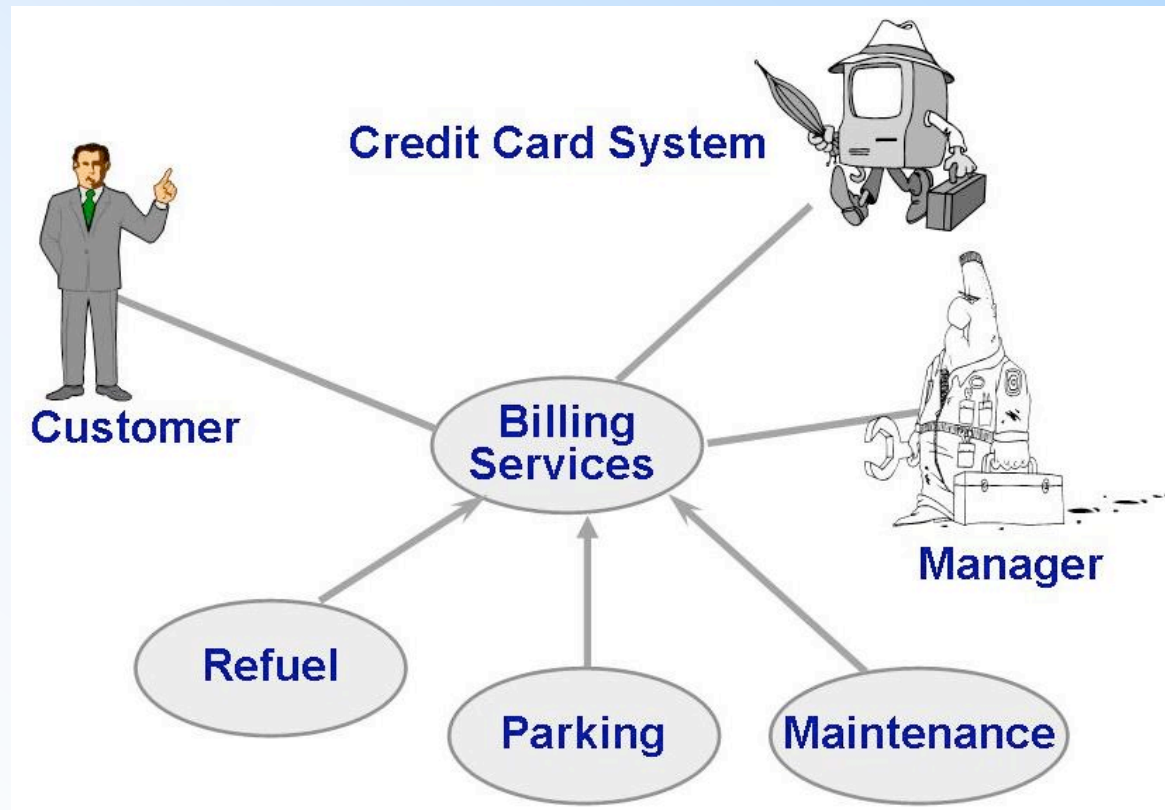 Credit Card System
Customer
Billing
Services
Manager
Refuel
Parking
Maintenance